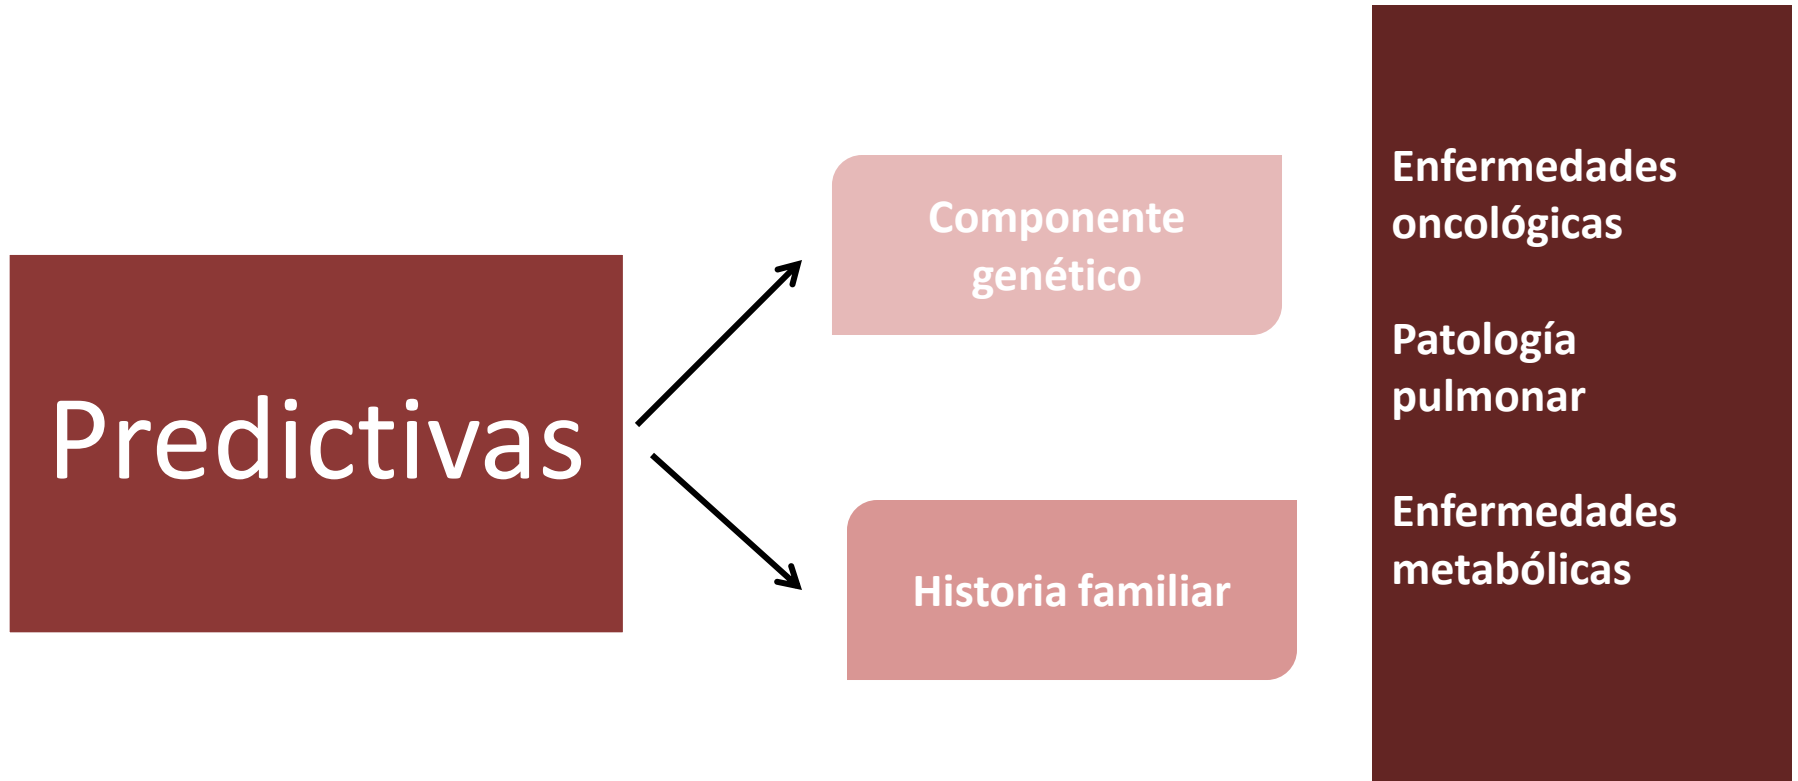 Predictivas
Componente
genético
Historia familiar
Enfermedades
oncológicas
Patología
pulmonar
Enfermedades
metabólicas